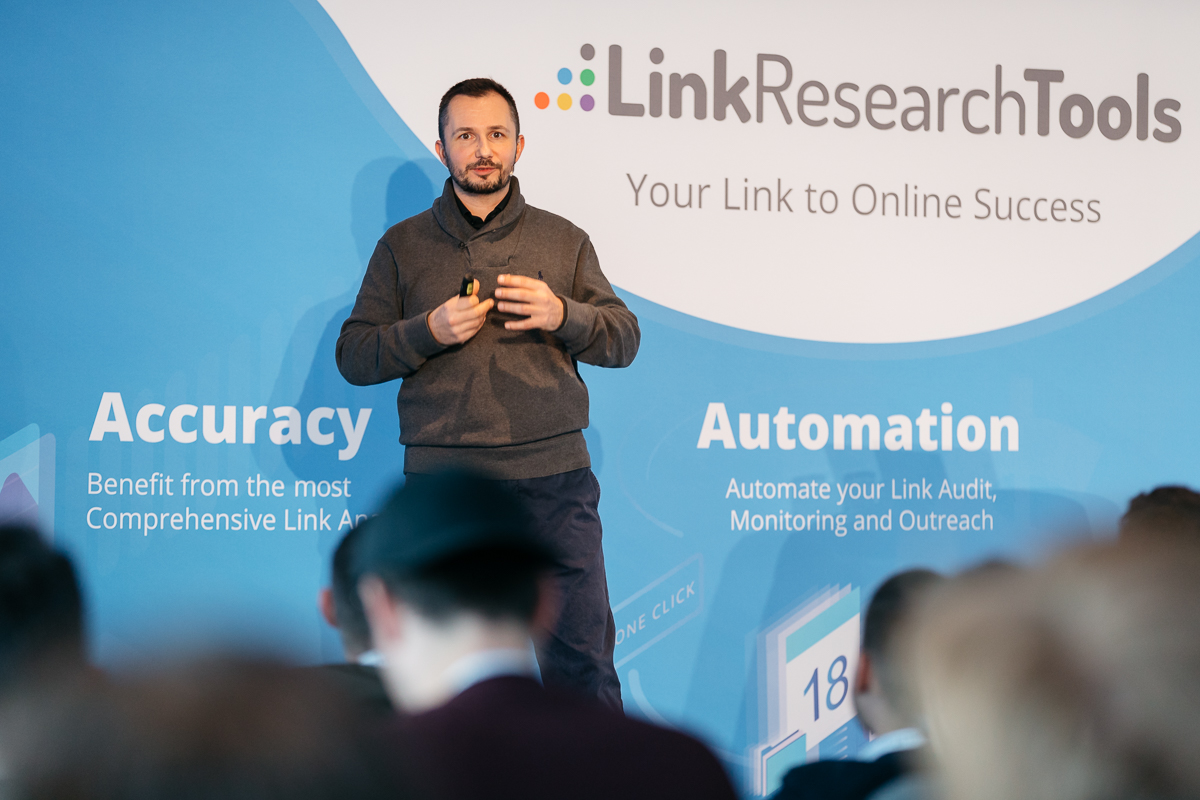 LinkResearchTools
Your Link to Online Success
Accuracy
Benefit from the most
Comprehensive Link
Automation
Automate your Link Audit,
Monitoring and Outreach
ONE CLICK
18